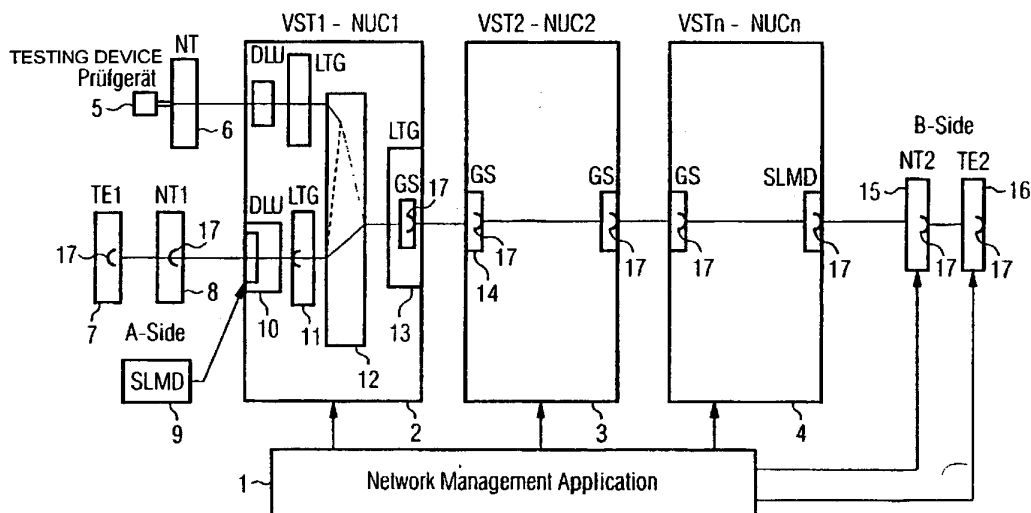 VST1 - NUC1
VST2 - NUC2
VSTn - NUCn
TESTING DEVICE
Prüfgerät
NT
DLU
LTG
5
6
LTG
B-Side
NT2
TE2
15
16
TE1
NT1
17
DLU
LTG
GS
17
GS
GS
GS
SLMD
17
17
17
17
17
17
17
14
7
8
10
11
12
13
A-Side
SLMD
9
2
3
4
1
Network Management Application